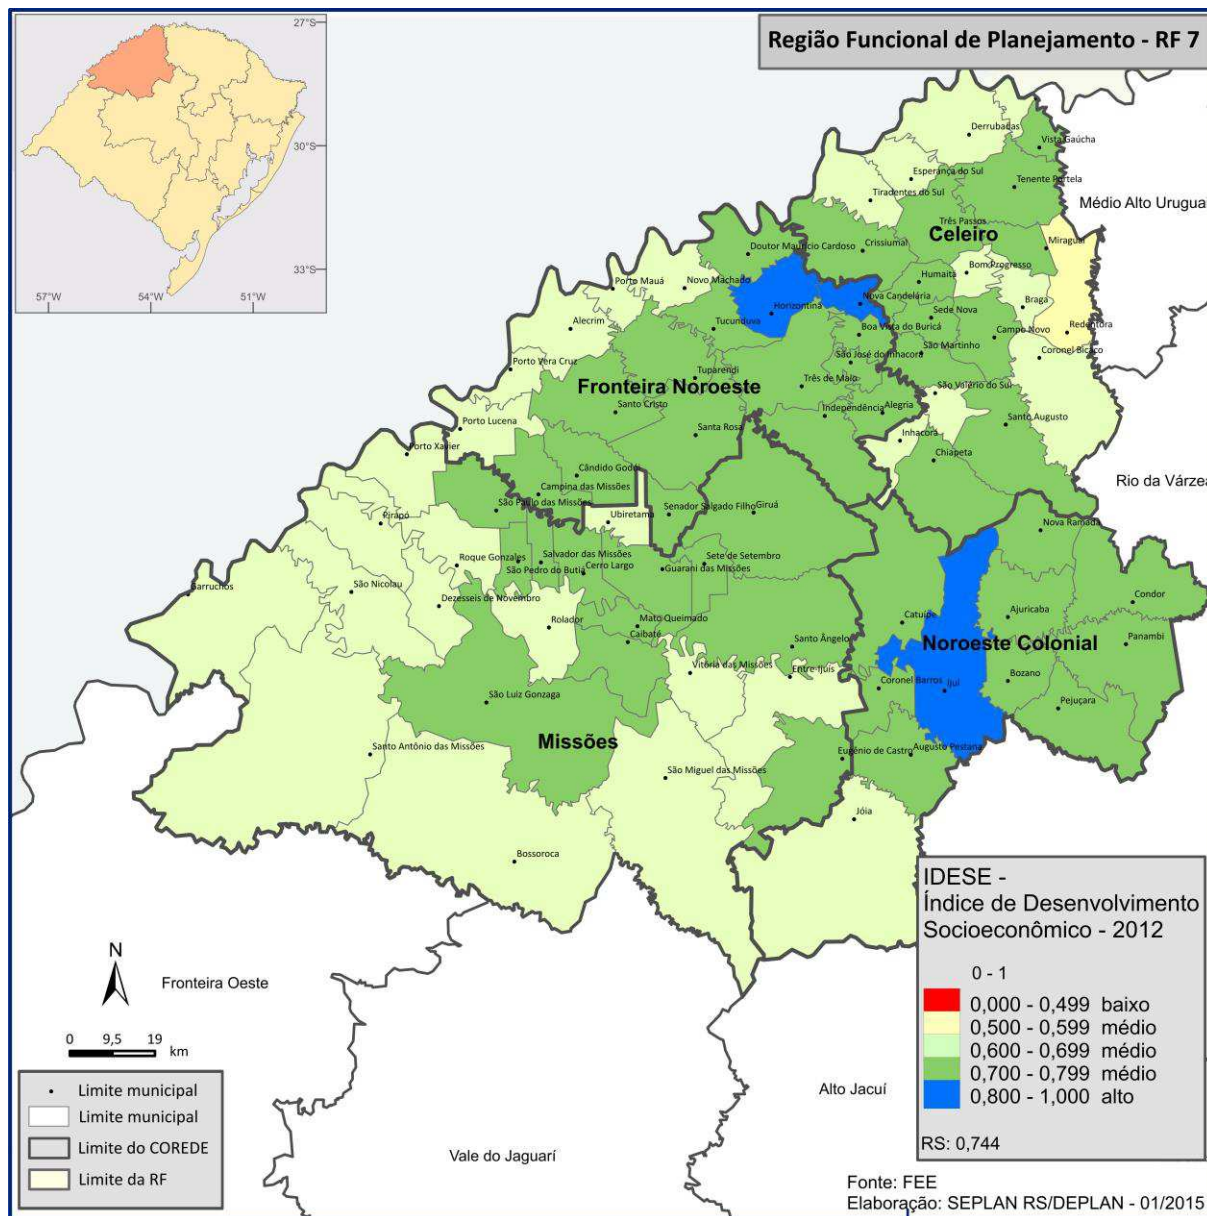 27°S
30°S
33°S
57°W
54°W
51°W
Região Funcional de Planejamento - RF 7
Derrubadas
Vista Gaúcha
Esperança do Sul
Tenente Portela
Tiradentes do Sul
Médio Alto Uruguai
Três Passos
Celeiro
Miraguaí
Doutor Maurício Cardoso
Crissiumal
Humaitá
Bom Progresso
Porto Mauá
Novo Machado
Horizontina
Nova Candelária
Braga
Alecrim
Tucunduva
Sede Nova
Redentora
Boa Vista do Buricá
Campo Novo
São Martinho
Coronel Bicaco
São José do Inhacorá
Porto Vera Cruz
Tuparendi
Três de Maio
Fronteira Noroeste
São Valério do Sul
Santo Cristo
Independência
Alegria
Santo Augusto
Porto Lucena
Santa Rosa
Inhacorá
Porto Xavier
Chiapeta
Cândido Godói
Rio da Várzea
Campina das Missões
São Paulo das Missões
Ubiretama
Senador Salgado Filho
Giruá
Pirapó
Nova Ramada
Roque Gonzales
Salvador das Missões
São Pedro do Butiá
Cerro Largo
Sete de Setembro
Guarani das Missões
Garruchos
São Nicolau
Dezesseis de Novembro
Condor
Ajuricaba
Catuípe
Rolador
Mato Queimado
Caibaté
Santo Ângelo
Noroeste Colonial
Panambi
Vitória das Missões
Entre-Ijuís
Bozano
Coronel Barros
Ijuí
São Luiz Gonzaga
Pejuçara
Missões
Santo Antônio das Missões
Eugênio de Castro
Augusto Pestana
São Miguel das Missões
Jóia
Bossoroca
IDESE -
Índice de Desenvolvimento
Socioeconômico - 2012
0 - 1
0,000 - 0,499 baixo
0,500 - 0,599 médio
0,600 - 0,699 médio
0,700 - 0,799 médio
0,800 - 1,000 alto
RS: 0,744
N
Fronteira Oeste
0 9,5 19
km
Limite municipal
Limite municipal
Limite do COREDE
Limite da RF
Alto Jacuí
Vale do Jaguarí
Fonte: FEE
Elaboração: SEPLAN RS/DEPLAN - 01/2015